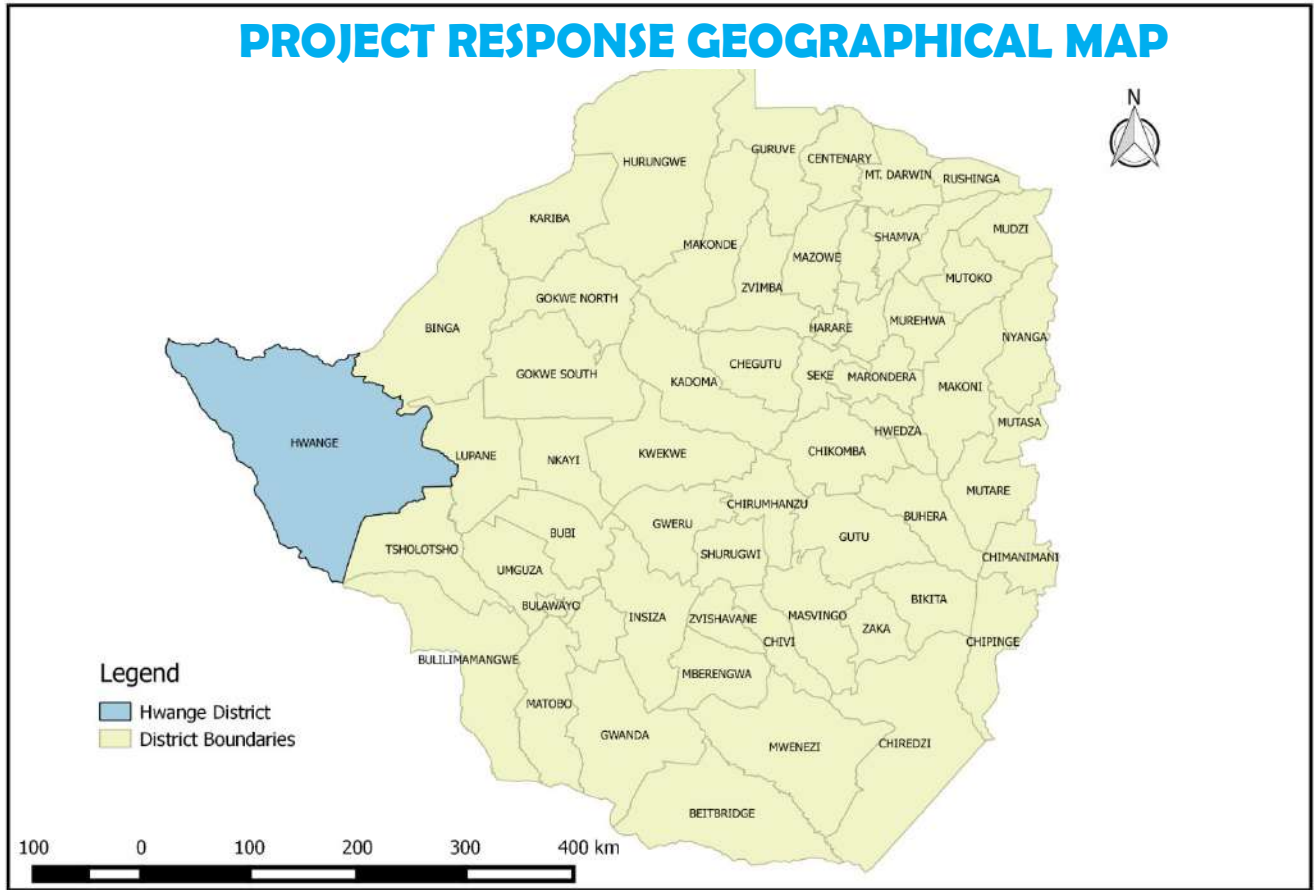 PROJECT RESPONSE GEOGRAPHICAL MAP
N
GURUVE
CENTENARY
HURUNGWE
MT. DARWIN
RUSHINGA
KARIBA
MUDZI
SHAMVA
MAKONDE
MAZOWE
MUTOKO
ZVIMBA
GOKWE NORTH
MUREHWA
BINGA
HARARE
NYANGA
CHEGUTU
GOKWE SOUTH
SEKE
MARONDERA
KADOMA
MAKONI
MUTASA
HWEDZA
HWANGE
CHIKOMBA
KWEKWE
LUPANE
NKAYI
MUTARE
CHIRUMHANZU
BUHERA
GWERU
BUBI
GUTU
TSHOLOTSHO
SHURUGWI
CHIMANIMANI
UMGUZA
BIKITA
BULAWAYO
INSIZA
ZVISHAVANE
MASVINGO
ZAKA
CHIVI
CHIPINGE
BULILIMAMANGWE
MBERENGWA
MATOBO
GWANDA
MWENEZI
CHIREDZI
BEITBRIDGE
Legend
Hwange District
District Boundaries
100 0 100 200 300 400 km